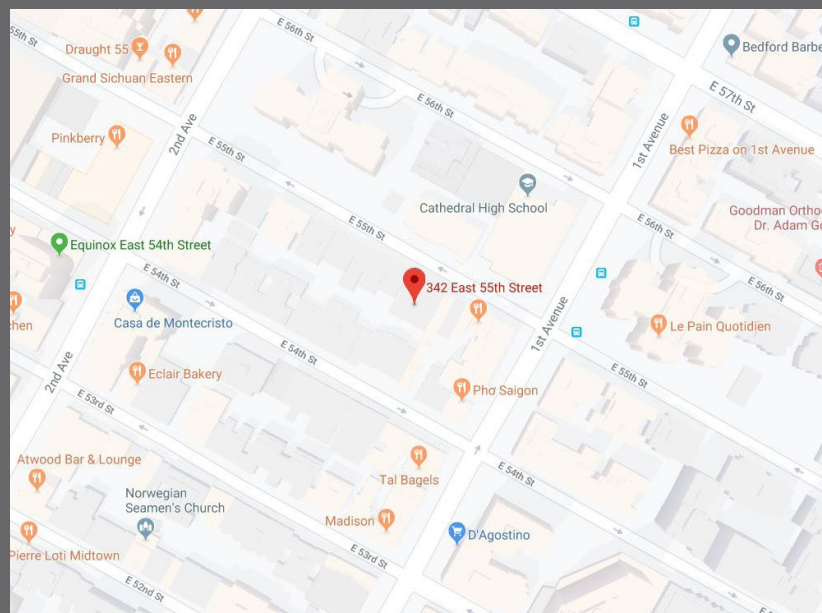 55th St
Draught 55
Grand Sichuan Eastern
E 56th St
Bedford Barbe
E 57th St
Pinkberry
2nd Ave
E 55th St
E 56th St
1st Avenue
Best Pizza on 1st Avenue
Cathedral High School
Goodman Ortho
Dr. Adam Go
E 55th St
E 56th St
y
Equinox East 54th Street
E 54th St
342 East 55th Street
E 56th St
chen
Casa de Montecristo
1st Avenue
Le Pain Quotidien
2nd Ave
Eclair Bakery
E 54th St
E 55th St
Phở Saigon
E 53rd St
Atwood Bar & Lounge
Tal Bagels
E 54th St
Norwegian
Seamen's Church
Madison
D'Agostino
Pierre Loti Midtown
E 53rd St
E 52nd St
E 54th St